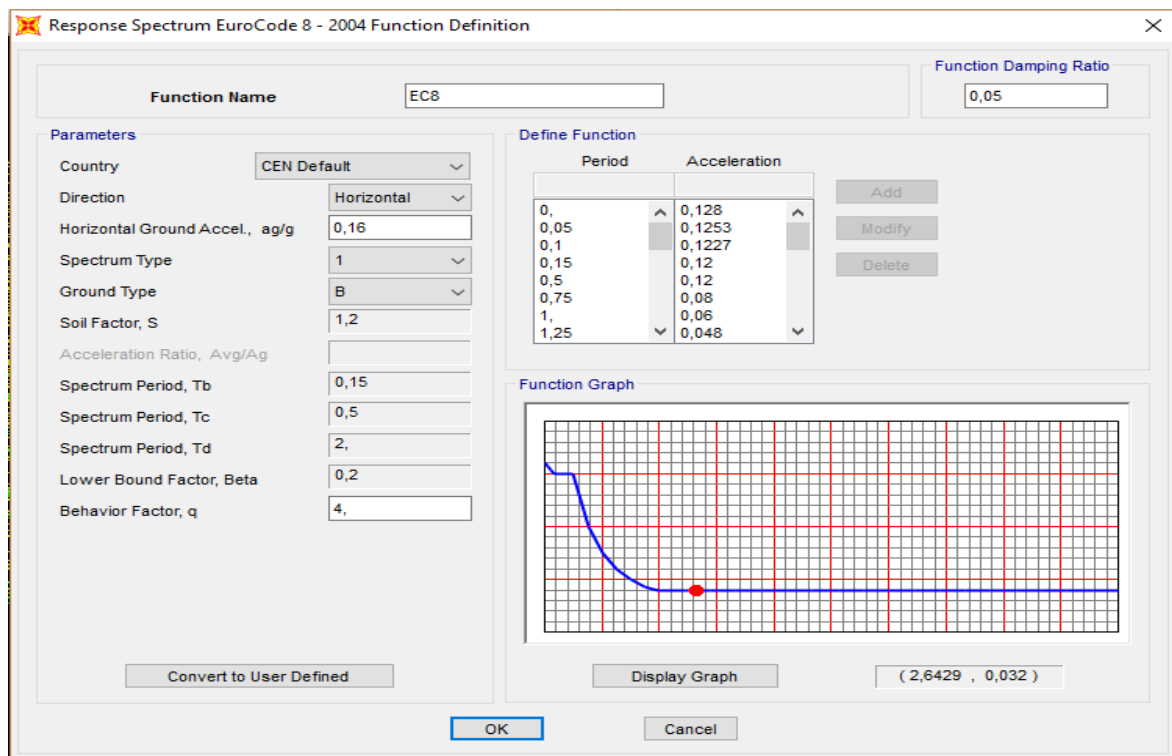 Response Spectrum EuroCode 8 - 2004 Function Definition
Function Name
EC8
Function Damping Ratio
0,05
Parameters
Country
CEN Default
Direction
Horizontal
Horizontal Ground Accel., ag/g
0,16
Spectrum Type
1
Ground Type
B
Soil Factor, S
1,2
Acceleration Ratio, Avg/Ag
Spectrum Period, Tb
0,15
Spectrum Period, Tc
0,5
Spectrum Period, Td
2,
Lower Bound Factor, Beta
0,2
Behavior Factor, q
4,
Convert to User Defined
Define Function
Period Acceleration
0, 0,128
0,05 0,1253
0,1 0,1227
0,15 0,12
0,5 0,12
0,75 0,08
1, 0,06
1,25 0,048
Add
Modify
Delete
Function Graph
Display Graph
( 2,6429 , 0,032 )
OK
Cancel